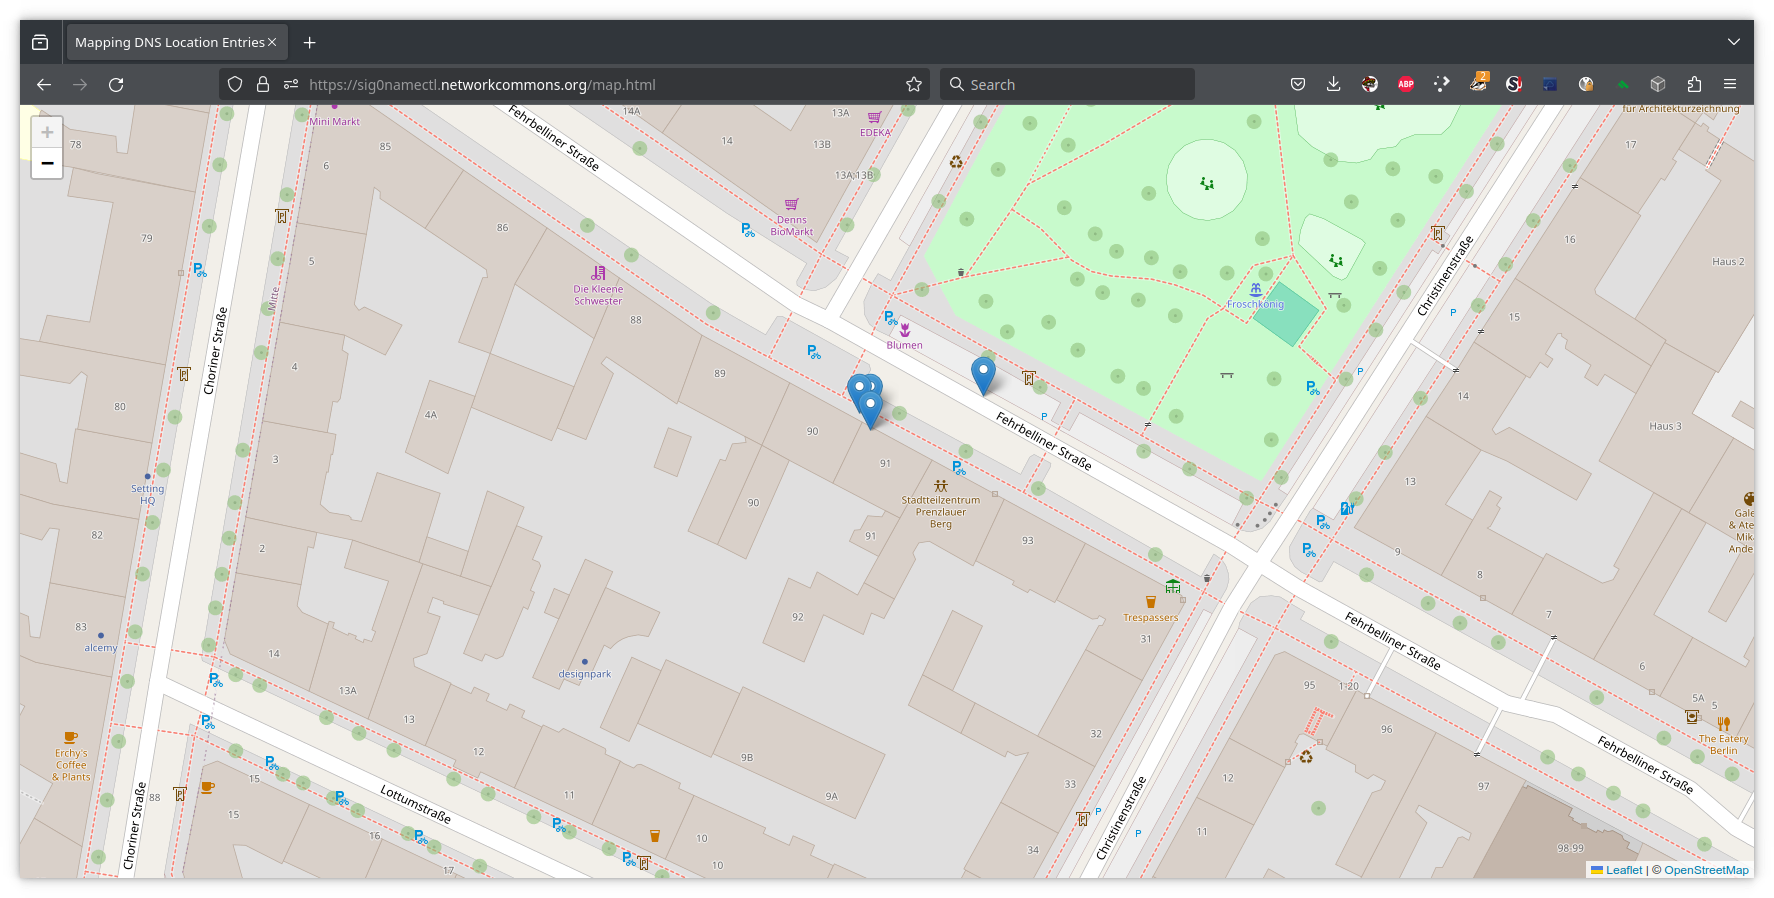 Mapping DNS Location Entries
https://sig0namectl.networkcommons.org/map.html
Search
ABP
2
+
−
78
Mini Markt
85
6
Fehrbelliner Straße
14A
14
13A
EDEKA
13B
13A,13B
für Architekturzeichnung
17
79
5
86
Denns
BioMarkt
16
Haus 2
Mitte
Die Kleene
Schwester
88
Blumen
Froschkönig
Christinenstraße
P
15
Choriner Straße
4
80
4A
89
90
91
P
P
Fehrbelliner Straße
14
Haus 3
3
Setting
HQ
82
2
90
91
Stadtteilzentrum
Prenzlauer
Berg
93
13
9
8
7
83
alcemy
92
Trespassers
31
Fehrbelliner Straße
6
14
designpark
13A
13
12
95
1-20
96
5A
5
The Eatery
Berlin
Erchy's
Coffee
& Plants
88
15
15
16
17
Choriner Straße
Lottumstraße
11
10
10
9B
9A
32
33
34
P
P
Christinenstraße
12
11
97
98-99
Fehrbelliner Straße
Leaflet | © OpenStreetMap